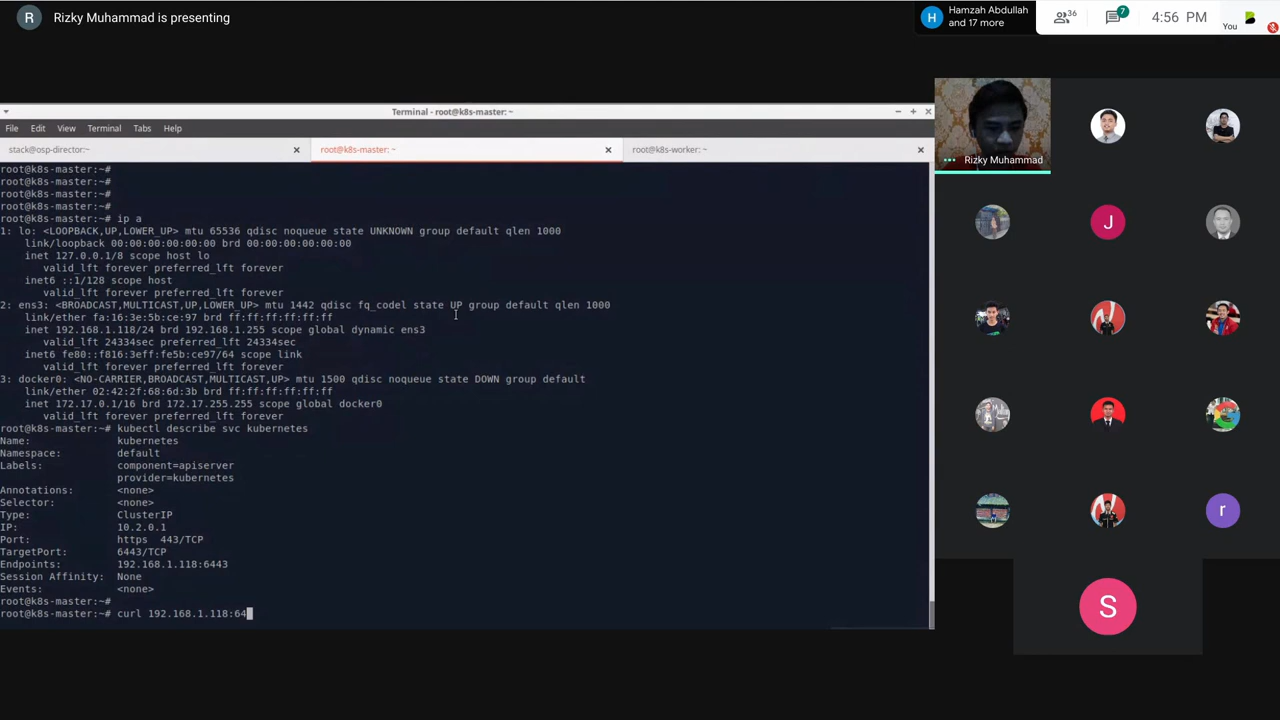 R Rizky Muhammad is presenting
H Hamzah Abdullah
and 17 more
36
7
4:56 PM
You
Terminal - root@k8s-master: ~
File Edit View Terminal Tabs Help
stack@osp-director:~
root@k8s-master: ~
root@k8s-worker: ~
root@k8s-master:~#
root@k8s-master:~#
root@k8s-master:~#
root@k8s-master:~#
root@k8s-master:~# ip a
1: lo: <LOOPBACK,UP,LOWER_UP> mtu 65536 qdisc noqueue state UNKNOWN group default qlen 1000
link/loopback 00:00:00:00:00:00 brd 00:00:00:00:00:00
inet 127.0.0.1/8 scope host lo
valid_lft forever preferred_lft forever
inet6 ::1/128 scope host
valid_lft forever preferred_lft forever
2: ens3: <BROADCAST,MULTICAST,UP,LOWER_UP> mtu 1442 qdisc fq_codel state UP group default qlen 1000
link/ether fa:16:3e:5b:ce:97 brd ff:ff:ff:ff:ff:ff
inet 192.168.1.118/24 brd 192.168.1.255 scope global dynamic ens3
valid_lft 24334sec preferred_lft 24334sec
inet6 fe80::f816:3eff:fe5b:ce97/64 scope link
valid_lft forever preferred_lft forever
3: docker0: <NO-CARRIER,BROADCAST,MULTICAST,UP> mtu 1500 qdisc noqueue state DOWN group default
link/ether 02:42:2f:68:6d:3b brd ff:ff:ff:ff:ff:ff
inet 172.17.0.1/16 brd 172.17.255.255 scope global docker0
valid_lft forever preferred_lft forever
root@k8s-master:~# kubectl describe svc kubernetes
Name: kubernetes
Namespace: default
Labels: component=apiserver
provider=kubernetes
Annotations: <none>
Selector: <none>
Type: ClusterIP
IP: 10.2.0.1
Port: https 443/TCP
TargetPort: 6443/TCP
Endpoints: 192.168.1.118:6443
Session Affinity: None
Events: <none>
root@k8s-master:~#
root@k8s-master:~# curl 192.168.1.118:64
Rizky Muhammad
J
r
S